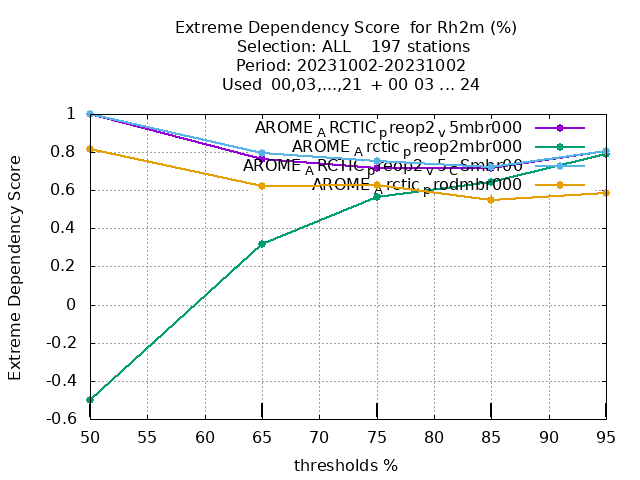 Extreme Dependency Score  for Rh2m (%)
Selection: ALL    197 stations
Period: 20231002-20231002
Used  00,03,...,21  + 00 03 ... 24
Extreme Dependency Score
1
0.8
0.6
0.4
0.2
0
-0.2
-0.4
-0.6
AROME_ARCTIC_preop2_v5mbr000
AROME_Arctic_preop2mbr000
AROME_ARCTIC_preop2_v5_CSmbr00
AROME_Arctic_prodmbr000
50 55 60 65 70 75 80 85 90 95
thresholds %